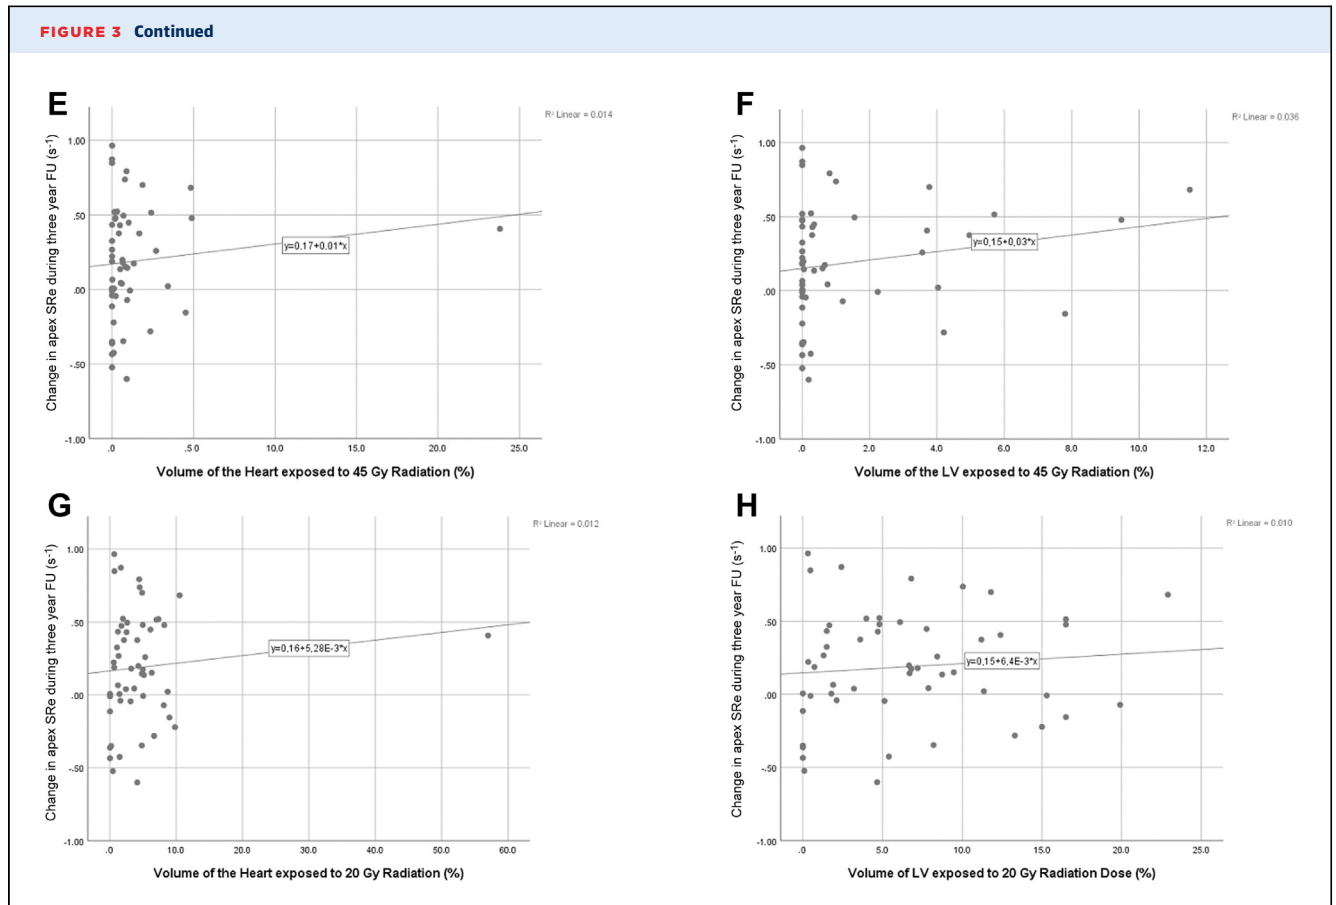 FIGURE 3 Continued
E
R² Linear = 0.014
Change in apex SRe during three year FU (s⁻¹)
1.00
.50
.00
-.50
-1.00
y=0,17+0.01*x
.0 .5 0 10.0 15.0 20.0 25.0
Volume of the Heart exposed to 45 Gy Radiation (%)
F
R² Linear = 0.036
Change in apex SRe during three year FU (s⁻¹)
1.00
.50
.00
-.50
-1.00
y=0,15+0,03*x
.0 2.0 4.0 6.0 8.0 10.0 12.0
Volume of the LV exposed to 45 Gy Radiation (%)
G
R² Linear = 0.012
Change in apex SRe during three year FU (s⁻¹)
1.00
.50
.00
-.50
-1.00
y=0,16+5,28E-3*x
.0 10.0 20.0 30.0 40.0 50.0 60.0
Volume of the Heart exposed to 20 Gy Radiation (%)
H
R² Linear = 0.010
Change in apex SRe during three year FU (s⁻¹)
1.00
.50
.00
-.50
-1.00
y=0,15+6,4E-3*x
.0 5.0 10.0 15.0 20.0 25.0
Volume of LV exposed to 20 Gy Radiation Dose (%)